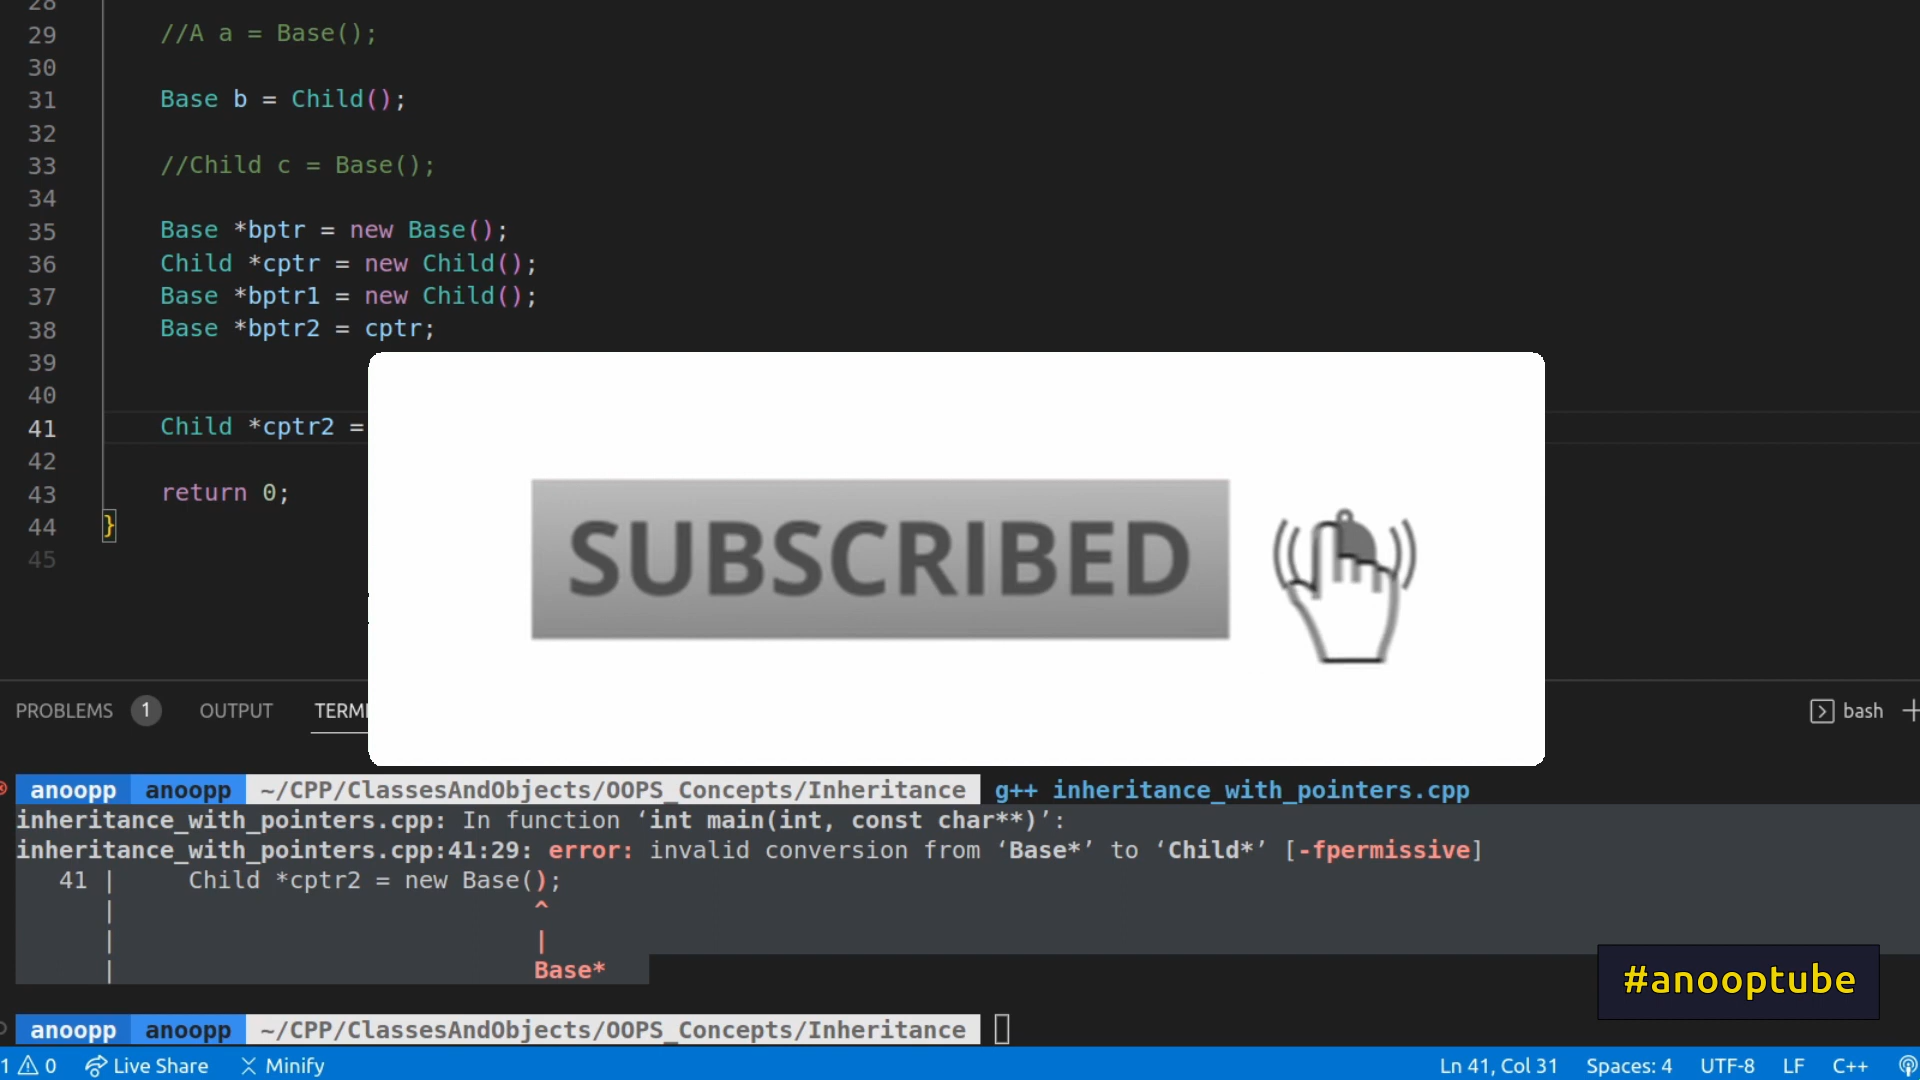 28
29 //A a = Base();
30
31 Base b = Child();
32
33 //Child c = Base();
34
35 Base *bptr = new Base();
36 Child *cptr = new Child();
37 Base *bptr1 = new Child();
38 Base *bptr2 = cptr;
39
40
41 Child *cptr2 =
42
43 return 0;
44 }
45
SUBSCRIBED
PROBLEMS 1 OUTPUT TERMI bash
anoopp anoopp ~/CPP/ClassesAndObjects/OOPS_Concepts/Inheritance g++ inheritance_with_pointers.cpp
inheritance_with_pointers.cpp: In function ‘int main(int, const char**)’:
inheritance_with_pointers.cpp:41:29: error: invalid conversion from ‘Base*’ to ‘Child*’ [-fpermissive]
41 | Child *cptr2 = new Base();
| ^
| |
| Base*
#anooptube
anoopp anoopp ~/CPP/ClassesAndObjects/OOPS_Concepts/Inheritance
1 0 Live Share Minify Ln 41, Col 31 Spaces: 4 UTF-8 LF C++